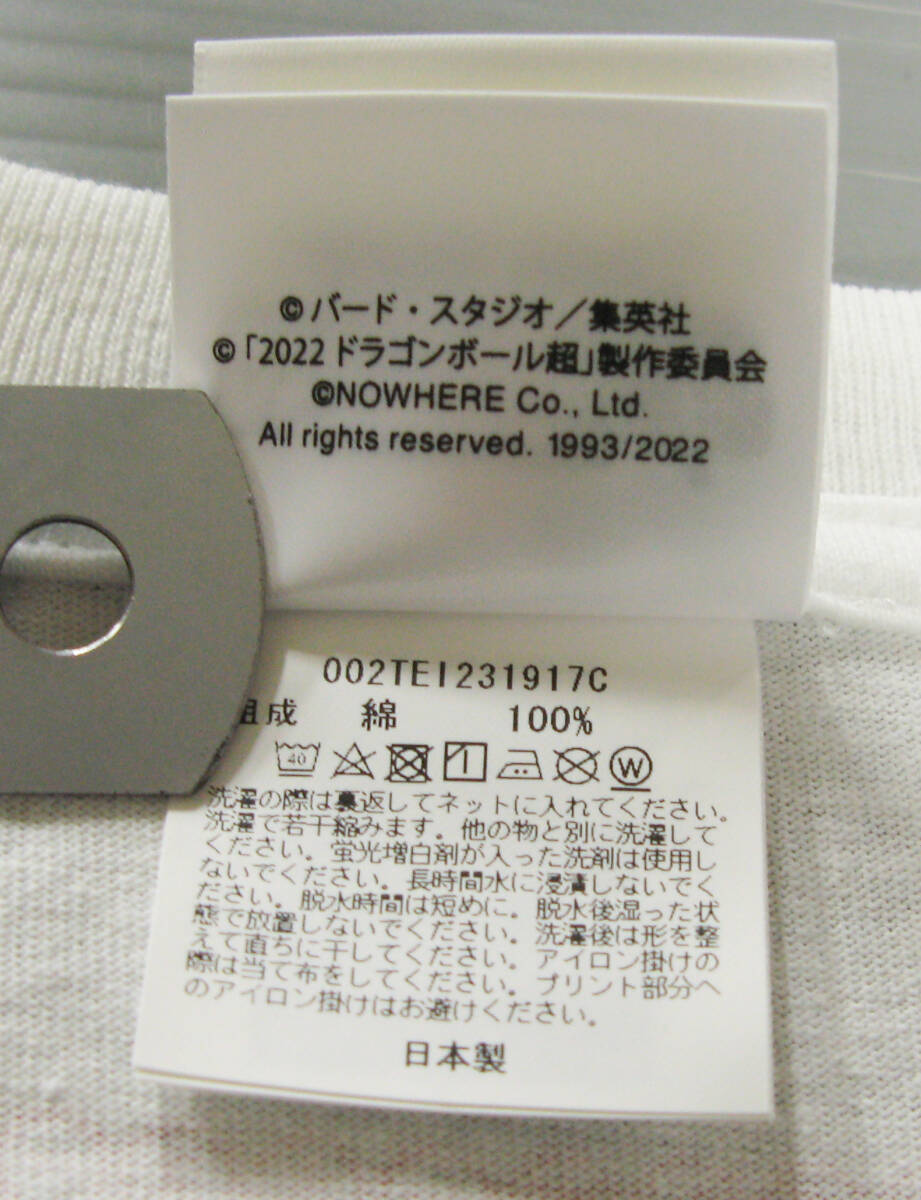 ©バード・スタジオ／集英社
©「2022 ドラゴンボール超」製作委員会
©NOWHERE Co., Ltd.
All rights reserved. 1993/2022
002TEI231917C
組成 綿 100%
40 W
洗濯の際は裏返してネットに入れてください。
洗濯で若干縮みます。他の物と別に洗濯して
ください。蛍光増白剤が入った洗剤は使用し
ないでください。長時間水に浸漬しないでく
ださい。脱水時間は短めに。脱水後湿った状
態で放置しないでください。洗濯後は形を整
えて直ちに干してください。アイロン掛けの
際は当て布をしてください。プリント部分へ
のアイロン掛けはお避けください。
日本製